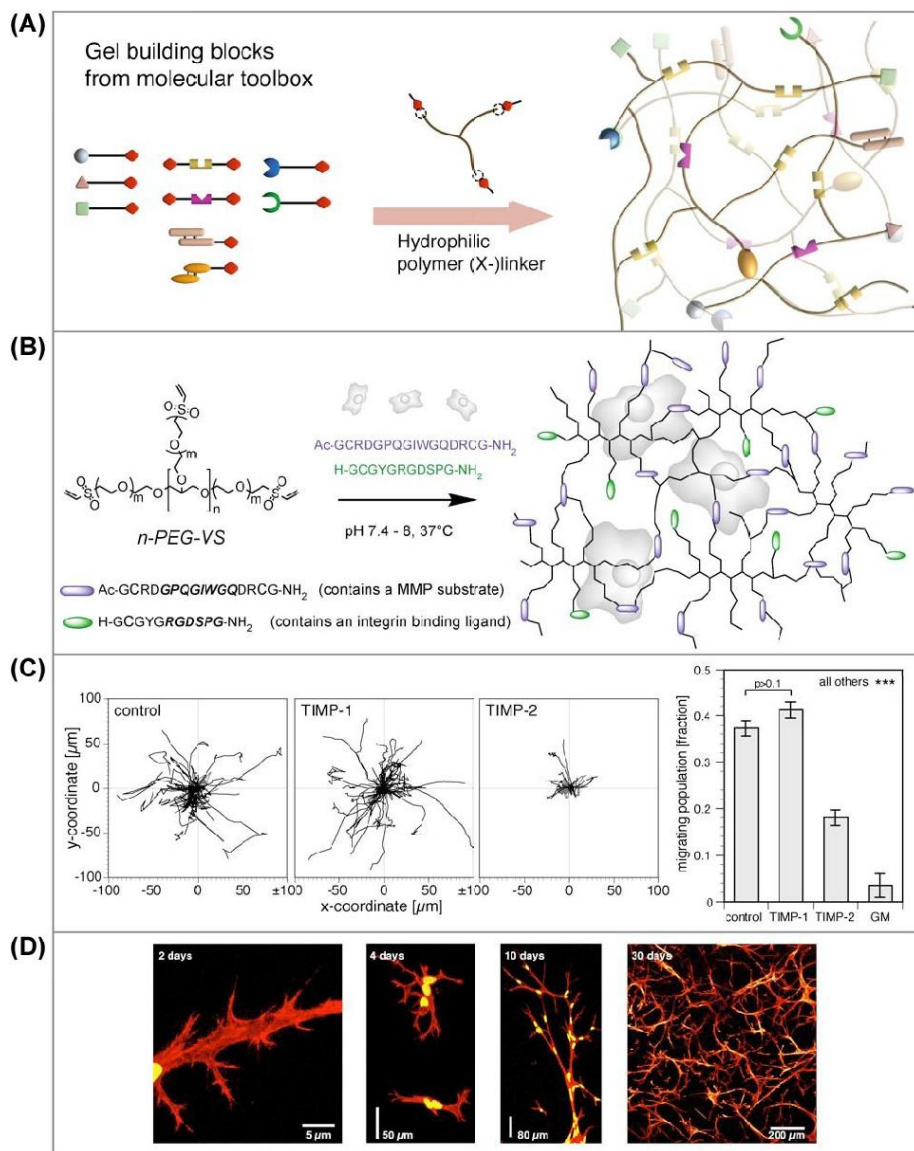 (A)
Gel building blocks
from molecular toolbox
Hydrophilic
polymer (X-)linker
(B)
Ac-GCRDGPQGIWGQDRCG-NH2
H-GCGYGRGDSPG-NH2
pH 7.4 - 8, 37°C
n-PEG-VS
Ac-GCRDGPQGIWGQDRCG-NH2 (contains a MMP substrate)
H-GCGYGRGDSPG-NH2 (contains an integrin binding ligand)
(C)
control
TIMP-1
TIMP-2
y-coordinate [µm]
100
50
0
-50
-100
-100 -50 0 50 ±100 -50 0 50 ±100 -50 0 50 100
x-coordinate [µm]
p>0.1
all others ***
migrating population [fraction]
0.5
0.4
0.3
0.2
0.1
0
control TIMP-1 TIMP-2 GM
(D)
2 days
4 days
10 days
30 days
5 µm
50 µm
80 µm
200 µm